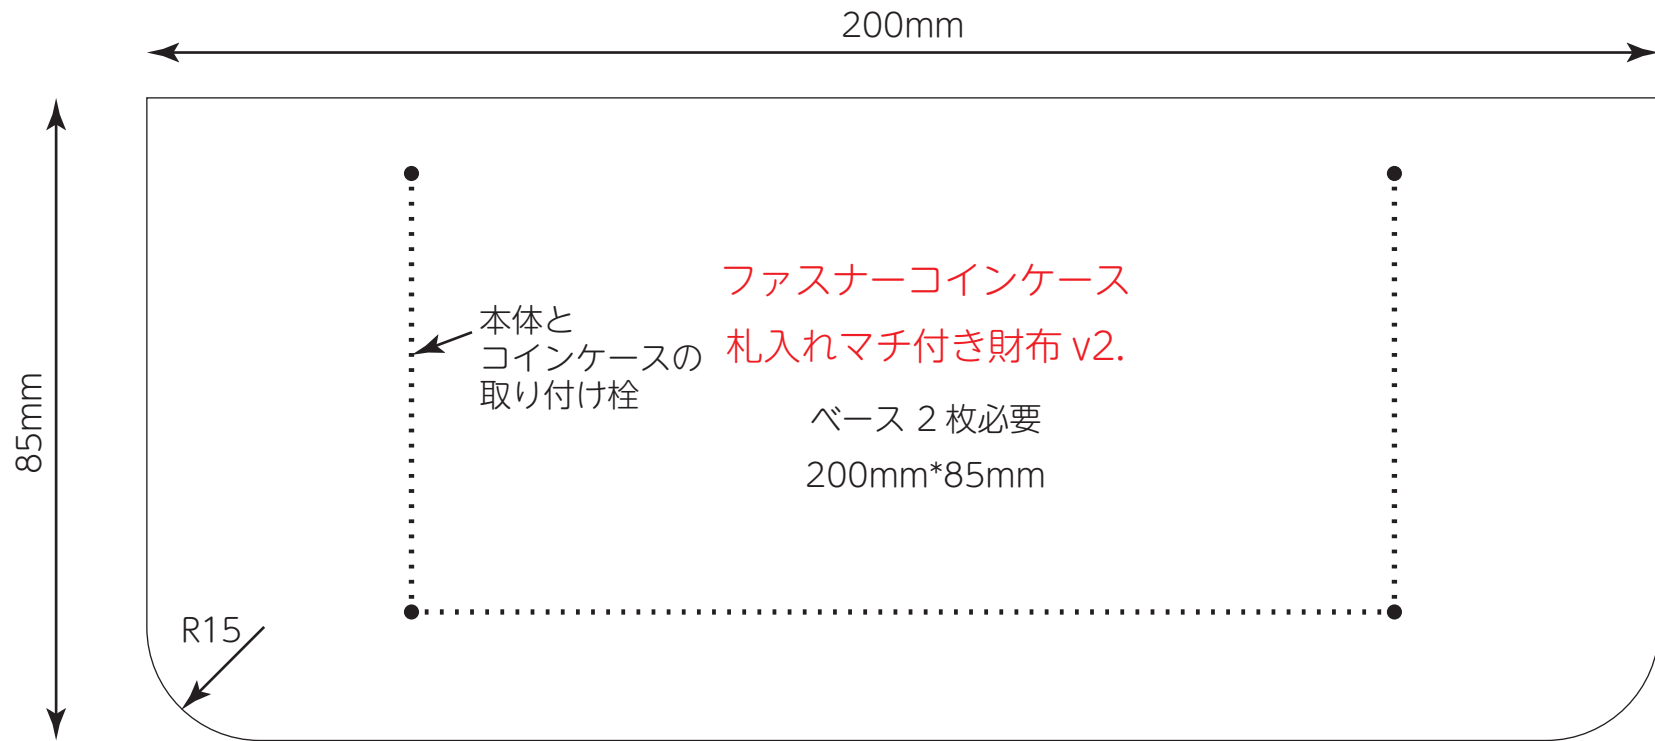 200mm
85mm
本体と
コインケースの
取り付け栓
ファスナーコインケース
札入れマチ付き財布 v2.
ベース 2 枚必要
200mm*85mm
R15